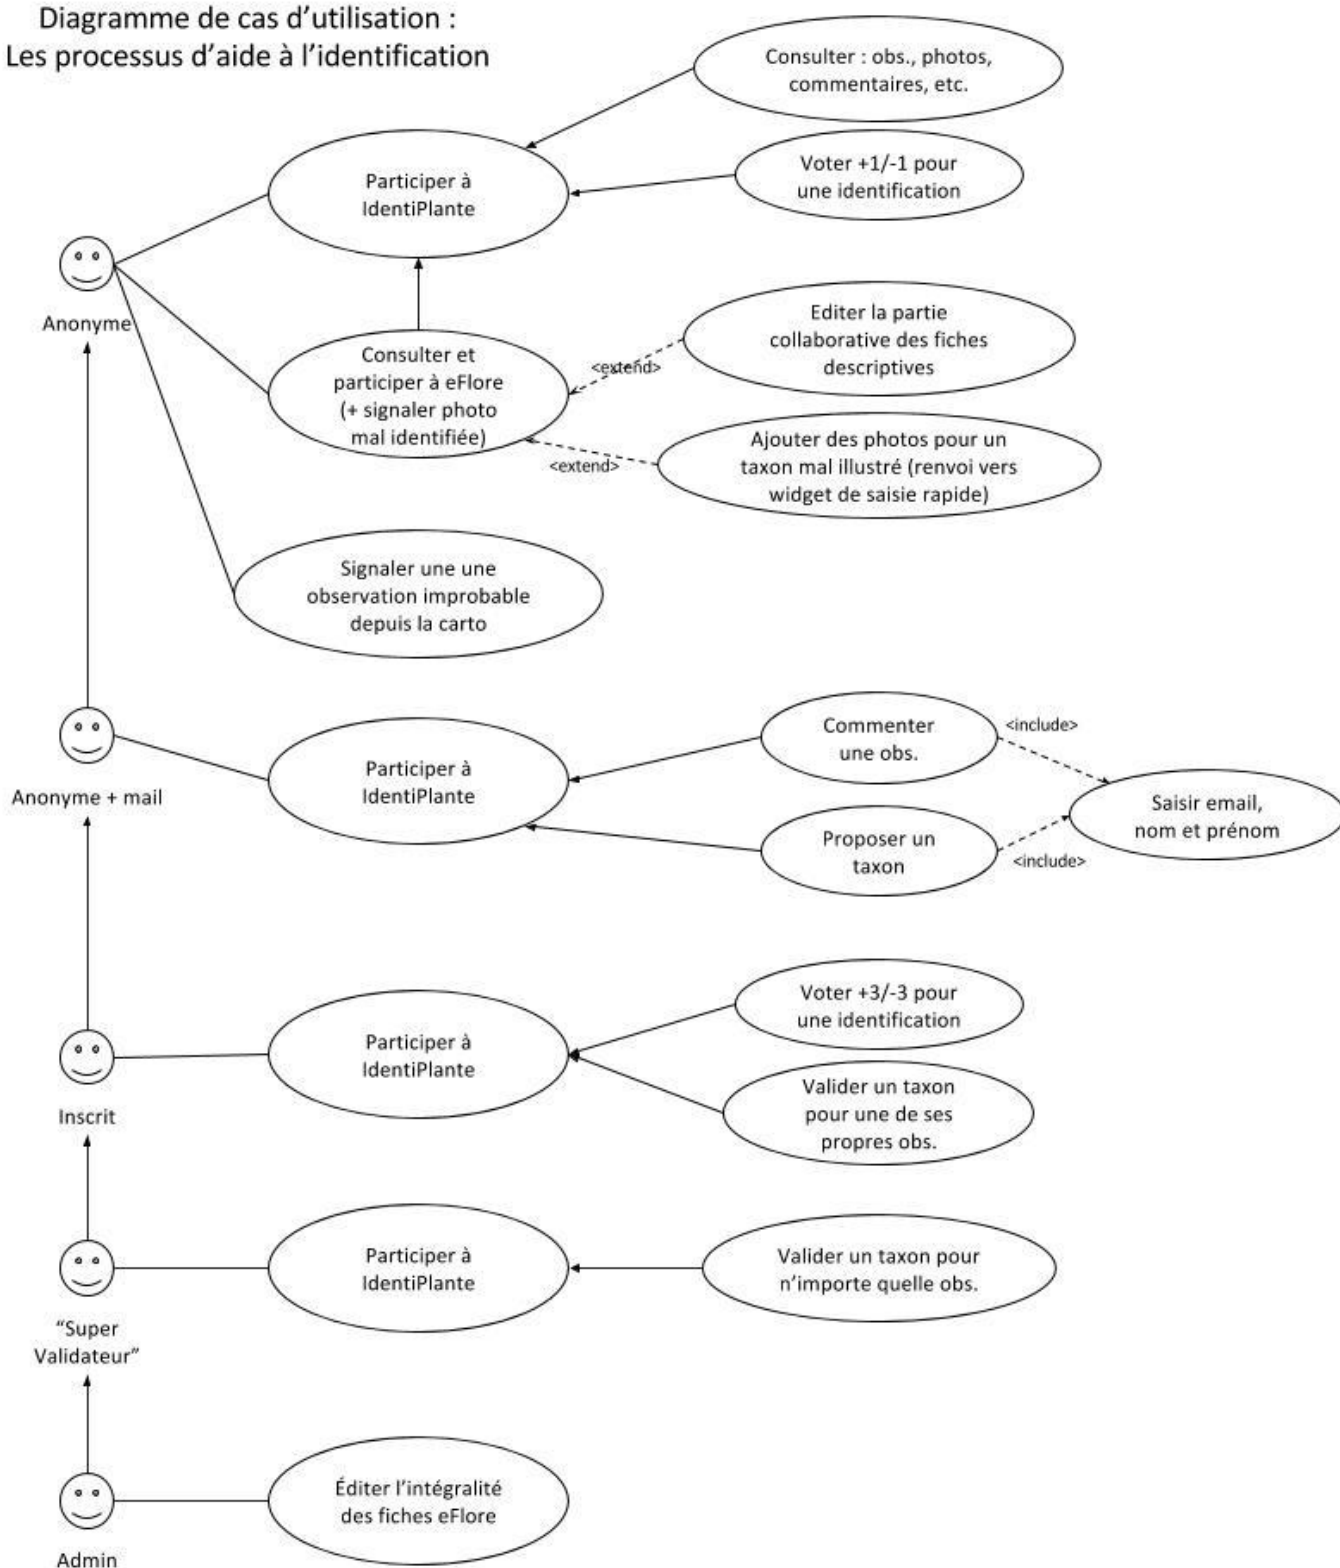 Diagramme de cas d'utilisation :
Les processus d'aide à l'identification
Consulter : obs., photos,
commentaires, etc.
Participer à
IdentiPlante
Voter +1/-1 pour
une identification
Anonyme
Consulter et
participer à eFlore
(+ signaler photo
mal identifiée)
<extend>
Editer la partie
collaborative des fiches
descriptives
<extend>
Ajouter des photos pour un
taxon mal illustré (renvoi vers
widget de saisie rapide)
Signaler une une
observation improbable
depuis la carto
Anonyme + mail
Participer à
IdentiPlante
Commenter
une obs.
<include>
Saisir email,
nom et prénom
Proposer un
taxon
<include>
Inscrit
Participer à
IdentiPlante
Voter +3/-3 pour
une identification
Valider un taxon
pour une de ses
propres obs.
"Super
Validateur"
Participer à
IdentiPlante
Valider un taxon pour
n'importe quelle obs.
Éditer l'intégralité
des fiches eFlore
Admin